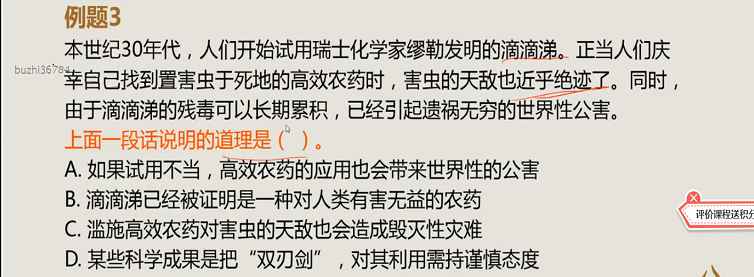 例题3
本世纪30年代，人们开始试用瑞士化学家缪勒发明的滴滴涕。正当人们庆
幸自己找到置害虫于死地的高效农药时，害虫的天敌也近乎绝迹了。同时，
buzhi36784
由于滴滴涕的残毒可以长期累积，已经引起遗祸无穷的世界性公害。
上面一段话说明的道理是（ ）。
A. 如果试用不当，高效农药的应用也会带来世界性的公害
B. 滴滴涕已经被证明是一种对人类有害无益的农药
评价课程送积分
C. 滥施高效农药对害虫的天敌也会造成毁灭性灾难
D. 某些科学成果是把“双刃剑”，对其利用需持谨慎态度